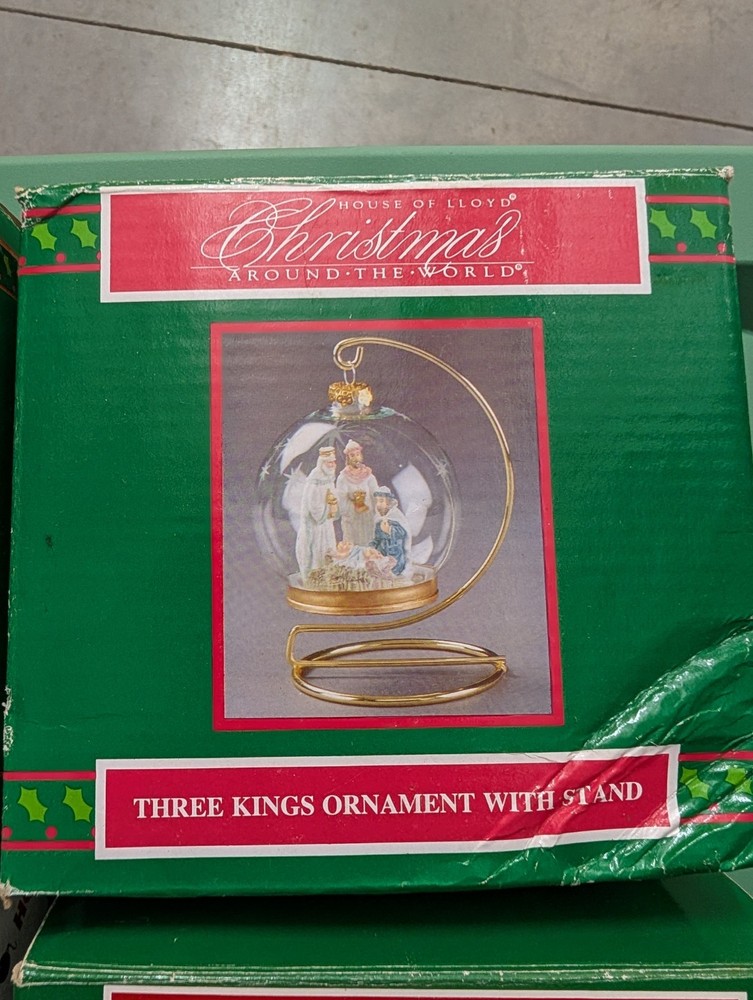 HOUSE OF LLOYD®
Christmas
AROUND·THE·WORLD®
THREE KINGS ORNAMENT WITH STAND